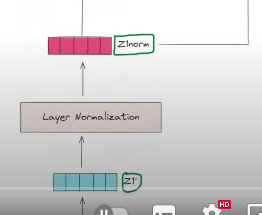 Z1norm
Layer Normalization
Z1'
HD